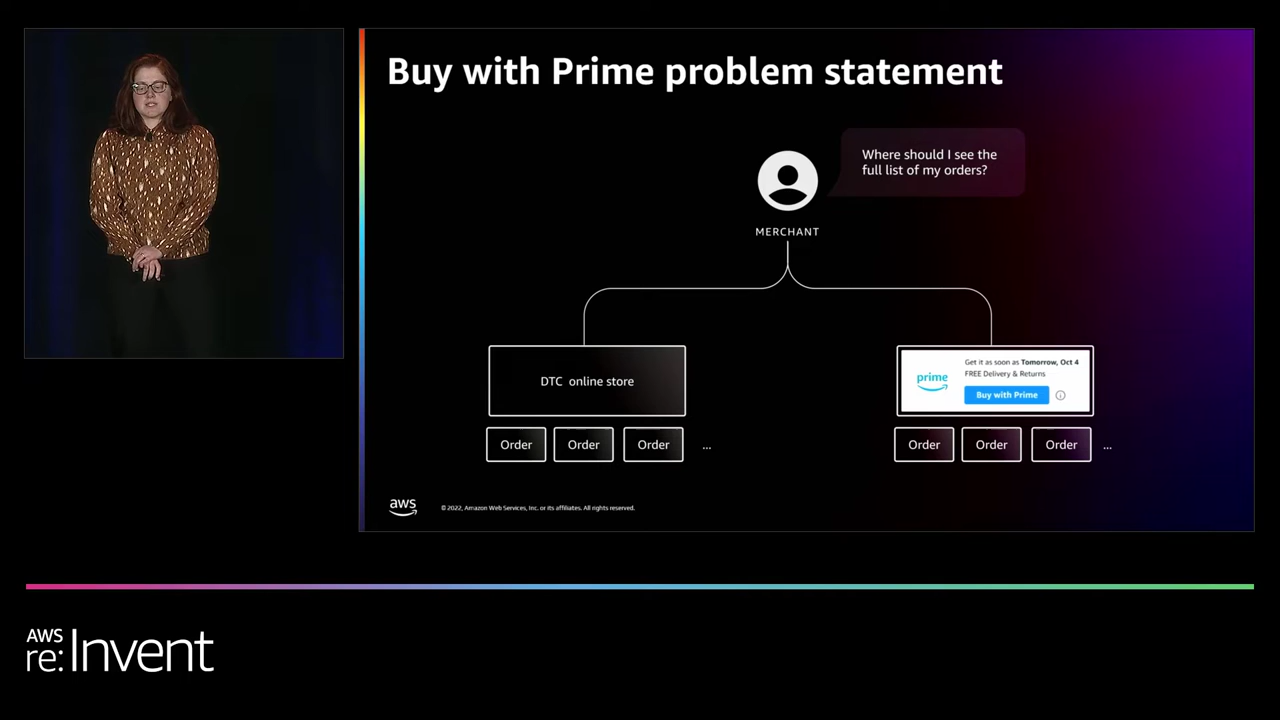 Buy with Prime problem statement
Where should I see the
full list of my orders?
MERCHANT
DTC online store
prime
Get it as soon as Tomorrow, Oct 4
FREE Delivery & Returns
Buy with Prime
Order
Order
Order
...
Order
Order
Order
...
aws
© 2022, Amazon Web Services, Inc. or its affiliates. All rights reserved.
AWS
re:Invent